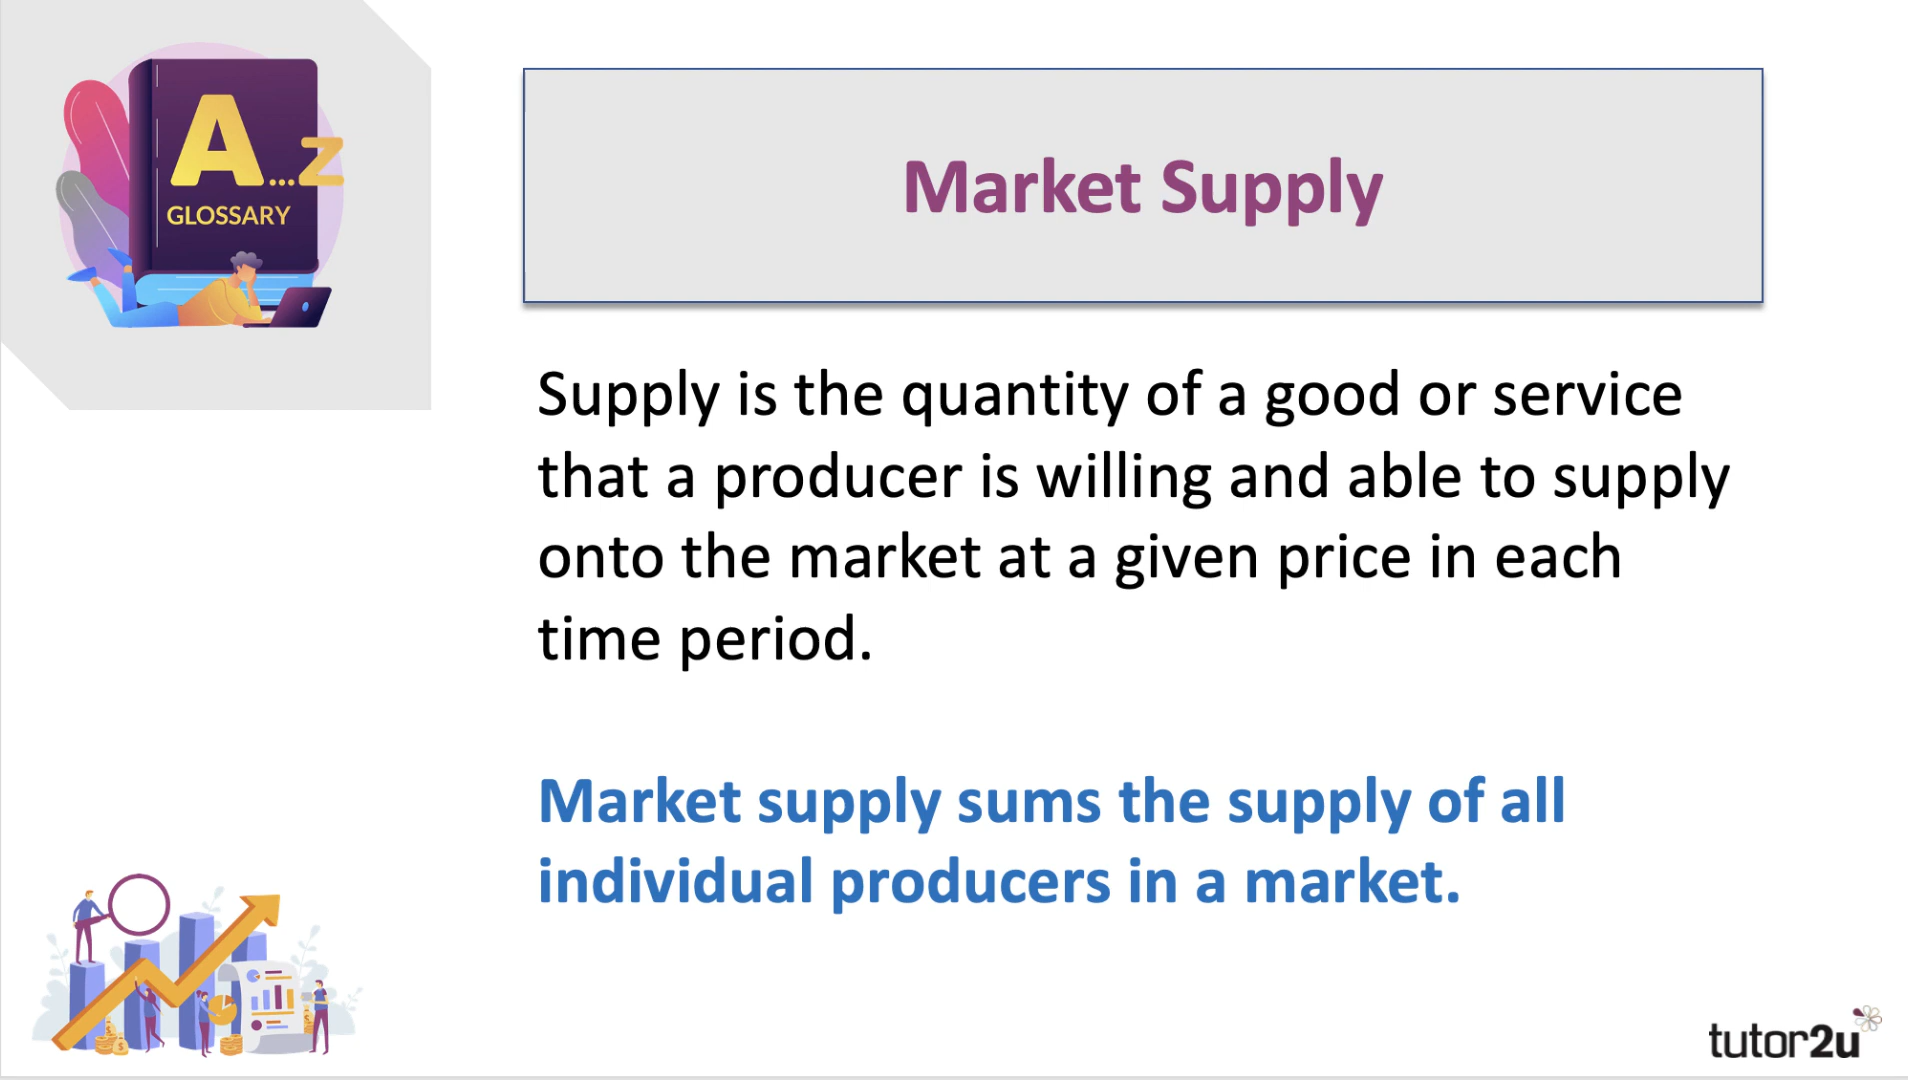 A...Z
GLOSSARY
Market Supply
Supply is the quantity of a good or service
that a producer is willing and able to supply
onto the market at a given price in each
time period.
Market supply sums the supply of all
individual producers in a market.
tutor2u